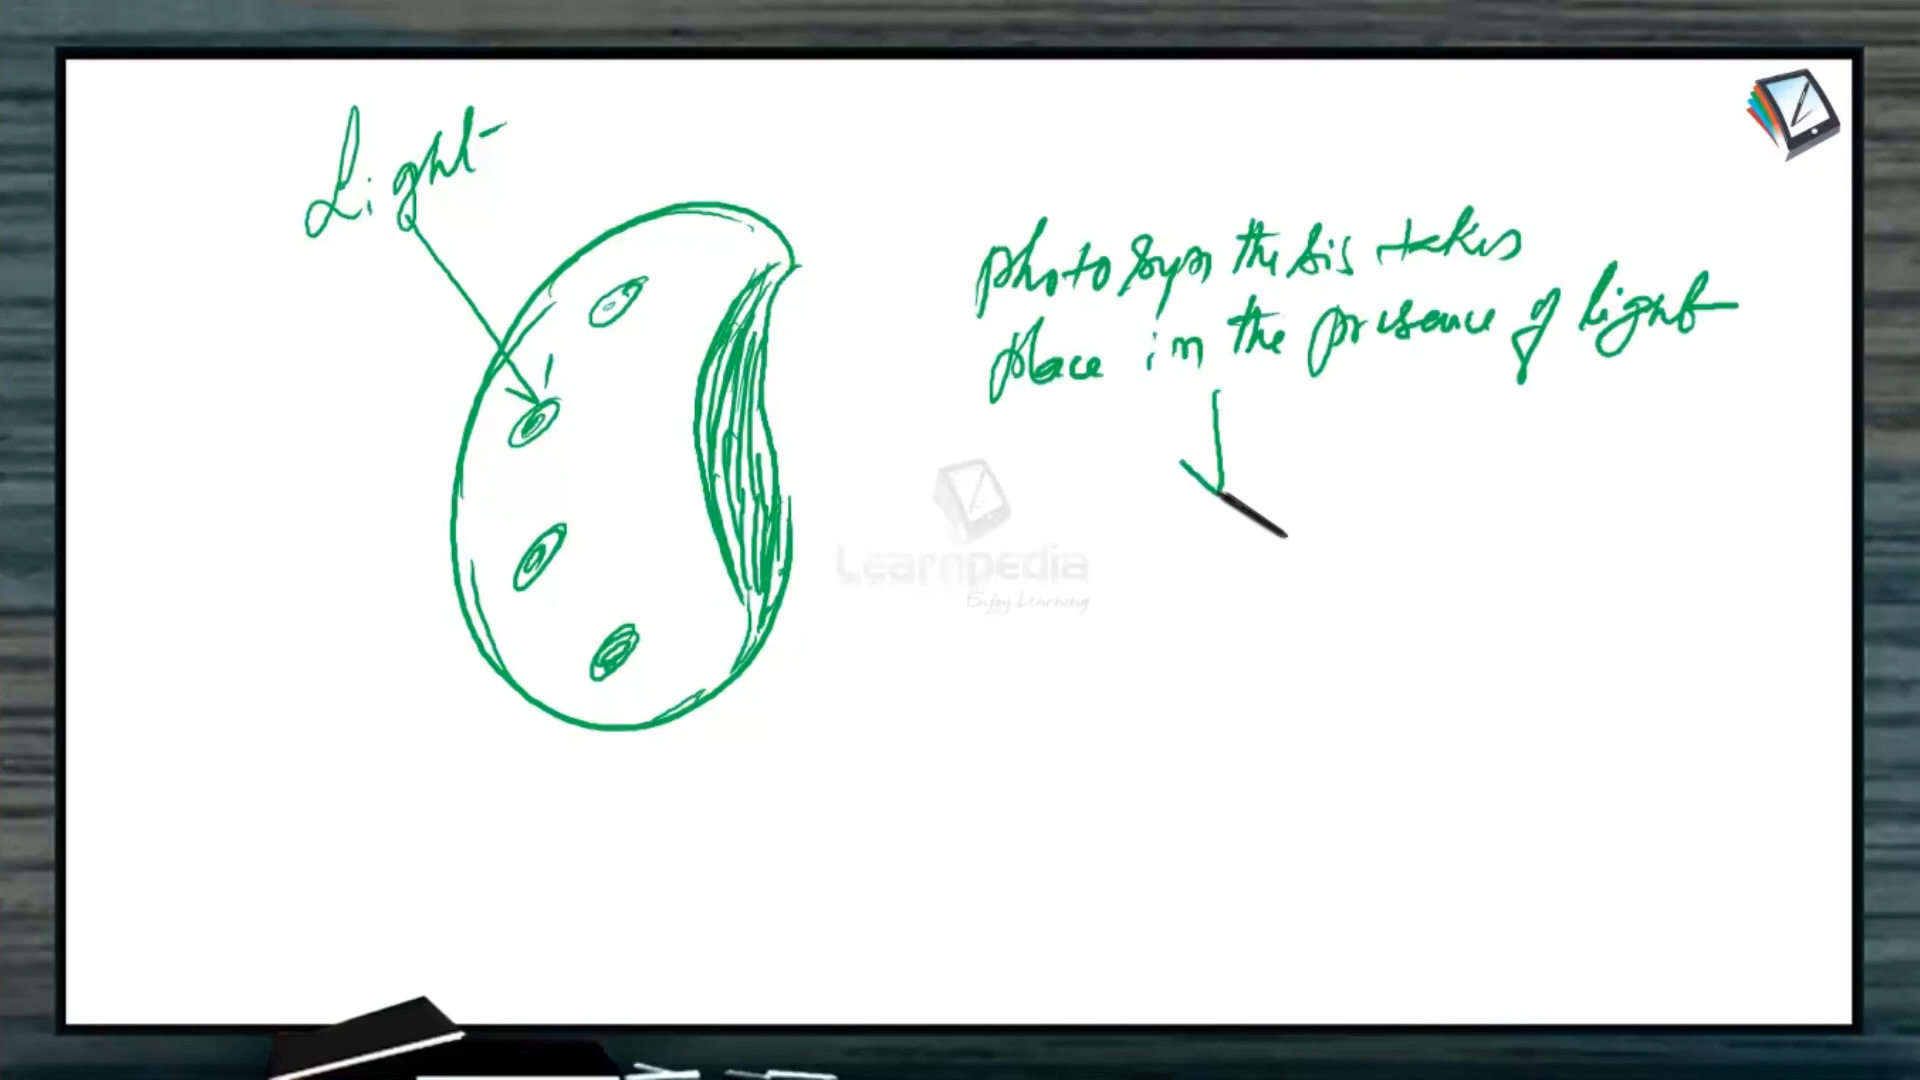 Light
photosynthesis takes
place in the presence of light
Learnpedia
Enjoy Learning